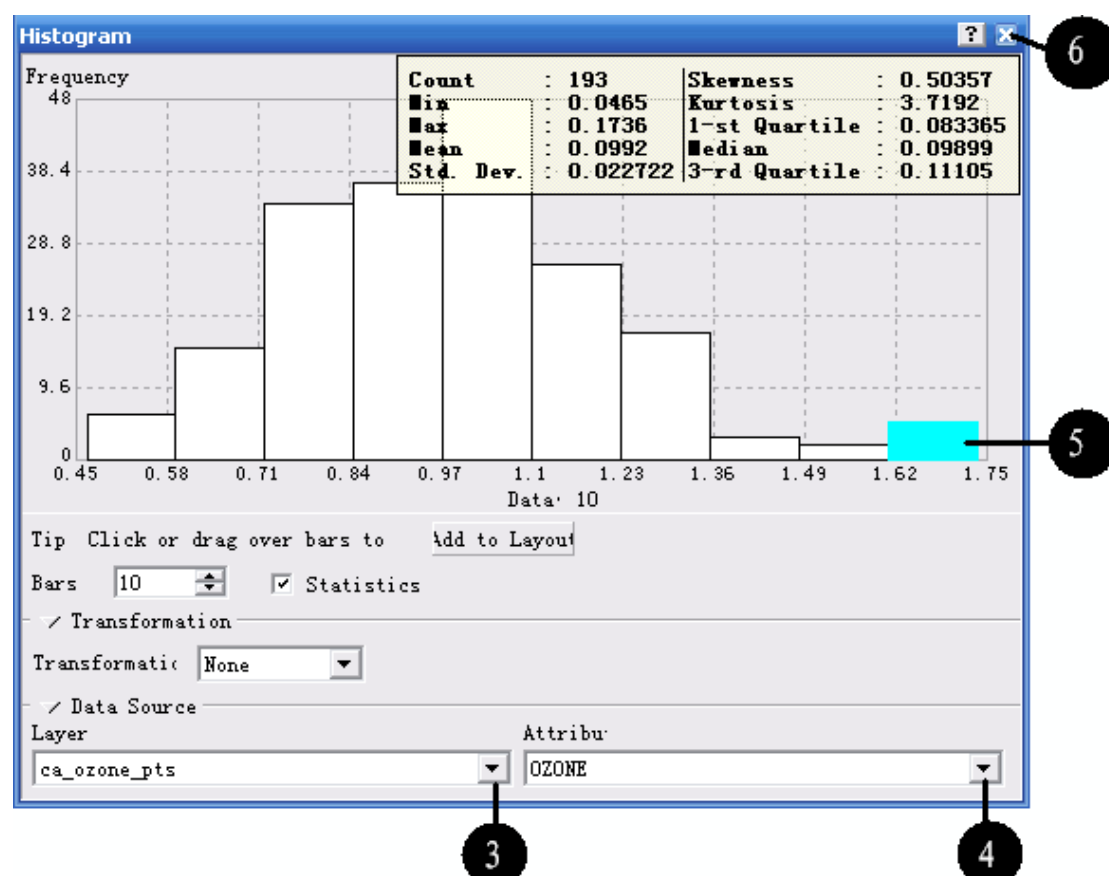 Histogram
6
Frequency
Count : 193 Skewness : 0.50357
Min : 0.0465 Kurtosis : 3.7192
Max : 0.1736 1-st Quartile : 0.083365
Mean : 0.0992 Median : 0.09899
Std. Dev. : 0.022722 3-rd Quartile : 0.11105
48
38.4
28.8
19.2
9.6
0
5
0.45 0.58 0.71 0.84 0.97 1.1 1.23 1.36 1.49 1.62 1.75
Data· 10
Tip Click or drag over bars to Add to Layout
Bars 10 Statistics
Transformation
Transformatic None
Data Source
Layer Attribu
ca_ozone_pts OZONE
3 4